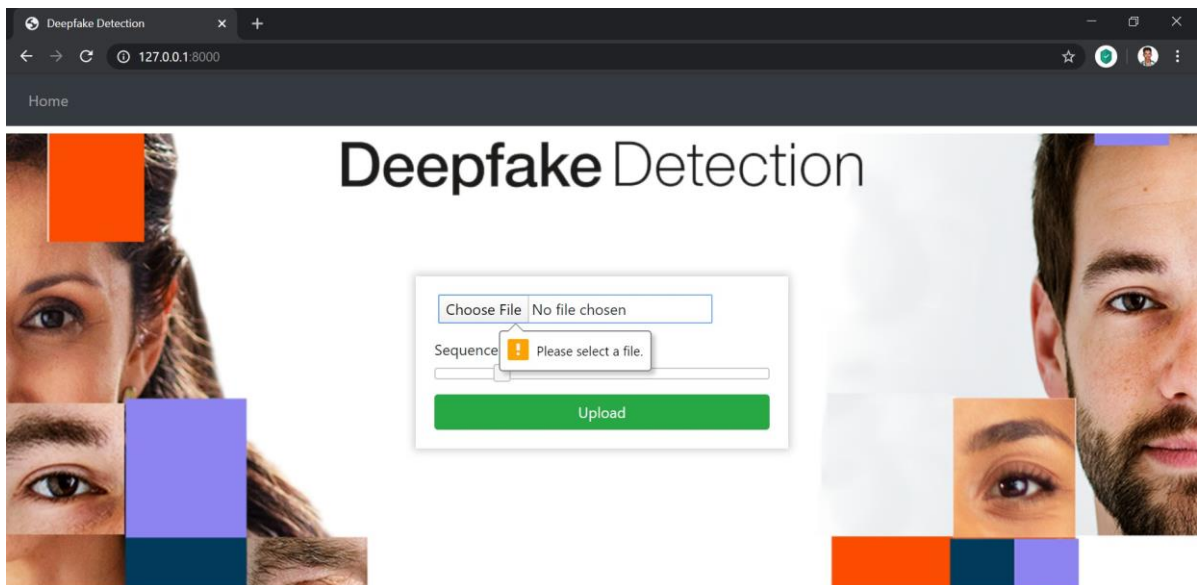 Deepfake Detection
127.0.0.1:8000
Home
Deepfake Detection
Choose File No file chosen
Please select a file.
Sequence
Upload